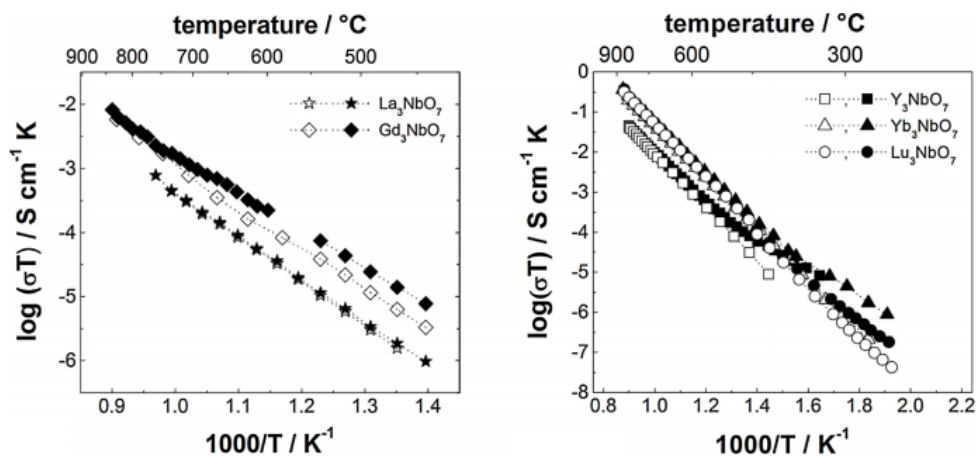 temperature / °C
900 800 700 600 500
log (σT) / S cm⁻¹ K
-2
-3
-4
-5
-6
La₃NbO₇
Gd₃NbO₇
0.9 1.0 1.1 1.2 1.3 1.4
1000/T / K⁻¹
temperature / °C
900 600 300
log(σT) / S cm⁻¹ K
0
-1
-2
-3
-4
-5
-6
-7
-8
, Y₃NbO₇
, Yb₃NbO₇
, Lu₃NbO₇
0.8 1.0 1.2 1.4 1.6 1.8 2.0 2.2
1000/T / K⁻¹